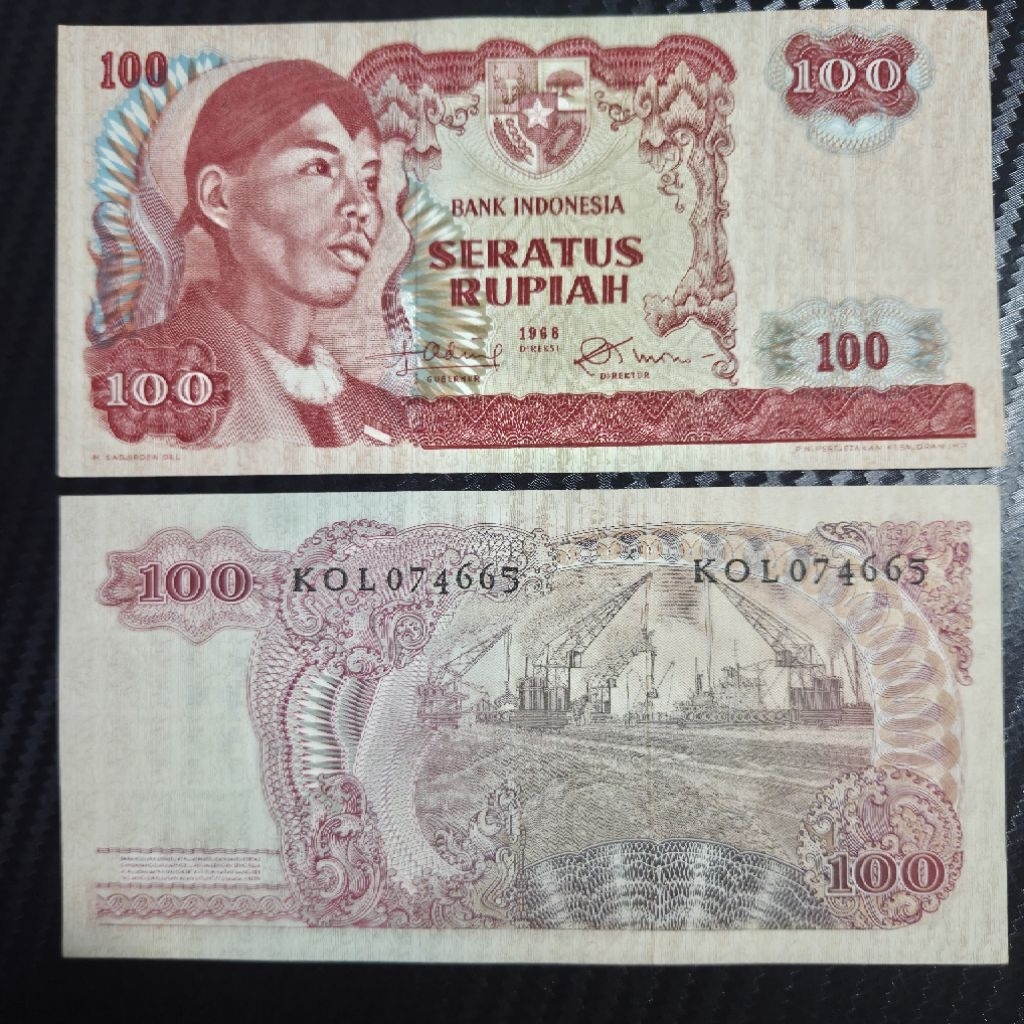 100
100
BANK INDONESIA
SERATUS
RUPIAH
1968
DIREKSI
GUBERNUR
DIREKTUR
100
100
100
KOL074665
KOL074665
100